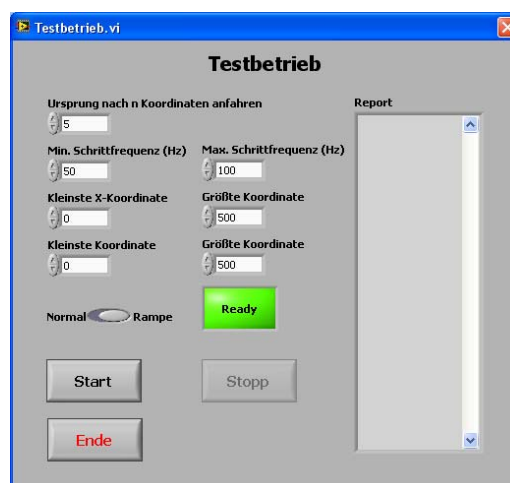 Testbetrieb.vi
Testbetrieb
Ursprung nach n Koordinaten anfahren
5
Report
Min. Schrittfrequenz (Hz)
Max. Schrittfrequenz (Hz)
50
100
Kleinste X-Koordinate
Größte Koordinate
0
500
Kleinste Koordinate
Größte Koordinate
0
500
Normal
Rampe
Ready
Start
Stopp
Ende